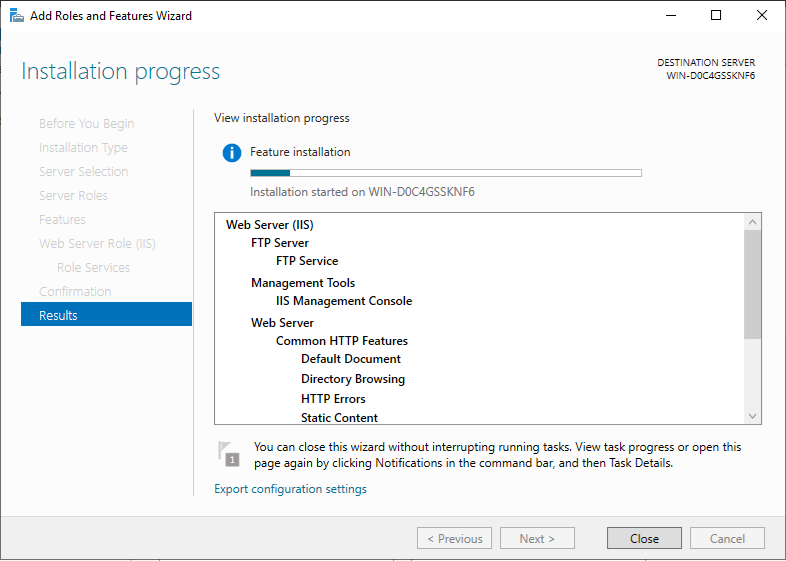 Add Roles and Features Wizard
Installation progress
DESTINATION SERVER
WIN-D0C4GSSKNF6
Before You Begin
Installation Type
Server Selection
Server Roles
Features
Web Server Role (IIS)
Role Services
Confirmation
Results
View installation progress
Feature installation
Installation started on WIN-D0C4GSSKNF6
Web Server (IIS)
FTP Server
FTP Service
Management Tools
IIS Management Console
Web Server
Common HTTP Features
Default Document
Directory Browsing
HTTP Errors
Static Content
1
You can close this wizard without interrupting running tasks. View task progress or open this
page again by clicking Notifications in the command bar, and then Task Details.
Export configuration settings
< Previous
Next >
Close
Cancel